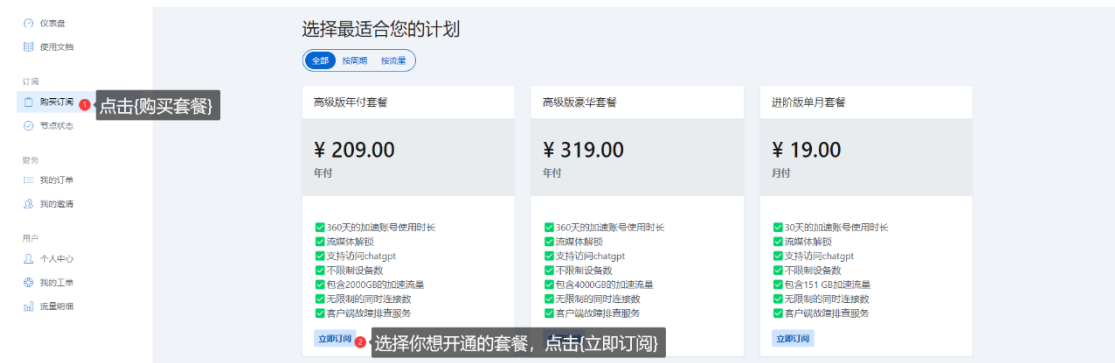 仪表盘
使用文档
订阅
购买订阅
1 点击{购买套餐}
节点状态
财务
我的订单
我的邀请
用户
个人中心
我的工单
流量明细
选择最适合您的计划
全部 按周期 按流量
高级版年付套餐
¥ 209.00
年付
360天的加速账号使用时长
流媒体解锁
支持访问chatgpt
不限制设备数
包含2000GB的加速流量
无限制的同时连接数
客户端故障排查服务
立即订阅
2 选择你想开通的套餐，点击{立即订阅}
高级版豪华套餐
¥ 319.00
年付
360天的加速账号使用时长
流媒体解锁
支持访问chatgpt
不限制设备数
包含4000GB的加速流量
无限制的同时连接数
客户端故障排查服务
进阶版单月套餐
¥ 19.00
月付
30天的加速账号使用时长
流媒体解锁
支持访问chatgpt
不限制设备数
包含151 GB加速流量
无限制的同时连接数
客户端故障排查服务
立即订阅